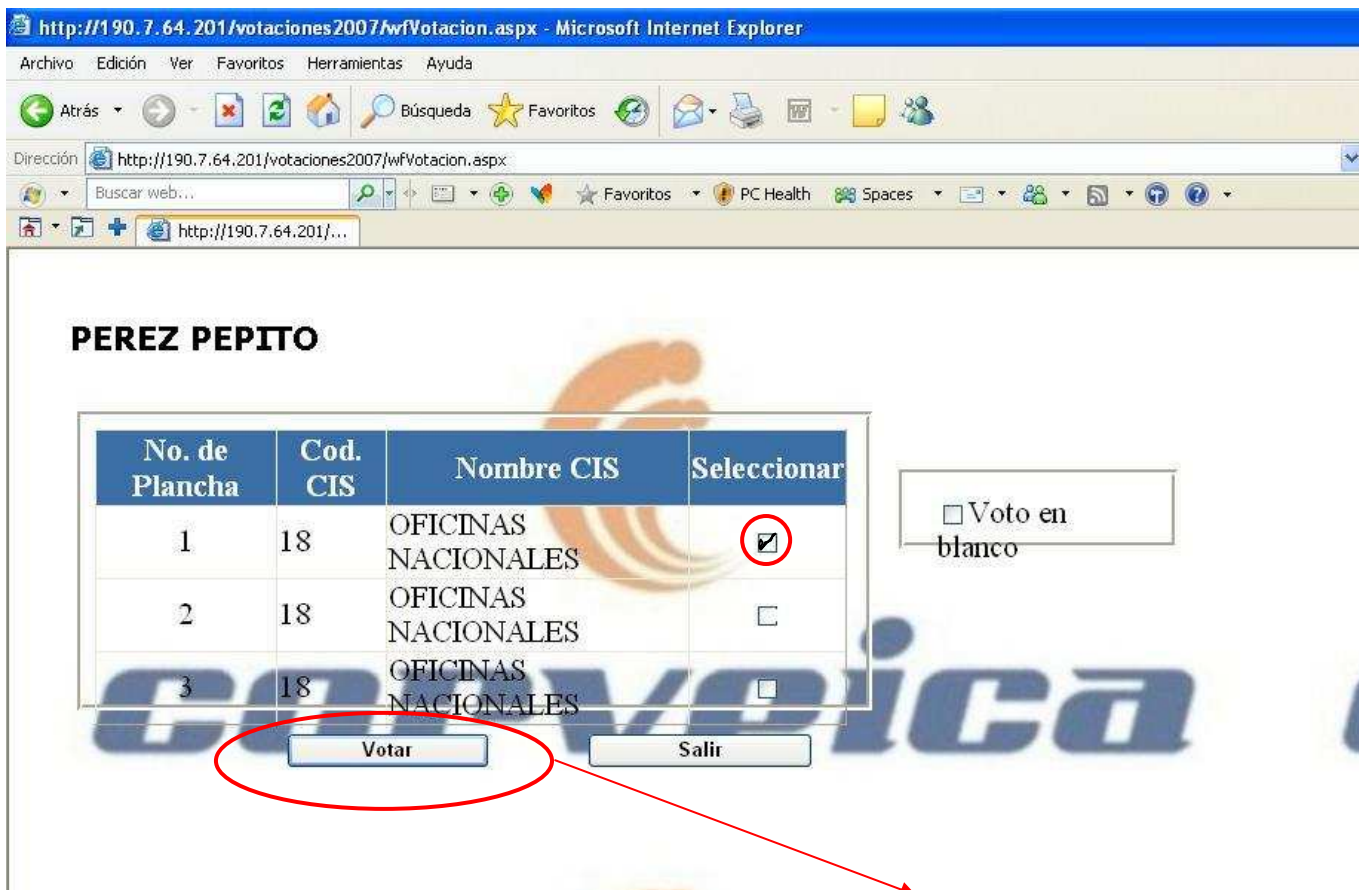 http://190.7.64.201/votaciones2007/wfVotacion.aspx - Microsoft Internet Explorer
Archivo Edición Ver Favoritos Herramientas Ayuda
Atrás Búsqueda Favoritos
Dirección http://190.7.64.201/votaciones2007/wfVotacion.aspx
Buscar web... Favoritos PC Health Spaces
http://190.7.64.201/...
PEREZ PEPITO
No. de Plancha Cod. CIS Nombre CIS Seleccionar
1 18 OFICINAS NACIONALES
2 18 OFICINAS NACIONALES
3 18 OFICINAS NACIONALES
Voto en
blanco
Votar Salir